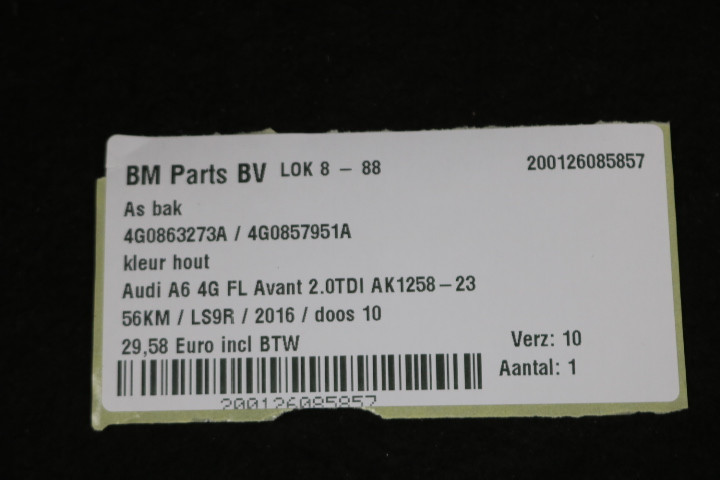 BM Parts BV LOK 8 - 88 200126085857
As bak
4G0863273A / 4G0857951A
kleur hout
Audi A6 4G FL Avant 2.0TDI AK1258-23
56KM / LS9R / 2016 / doos 10
29,58 Euro incl BTW Verz: 10
Aantal: 1
200126085857